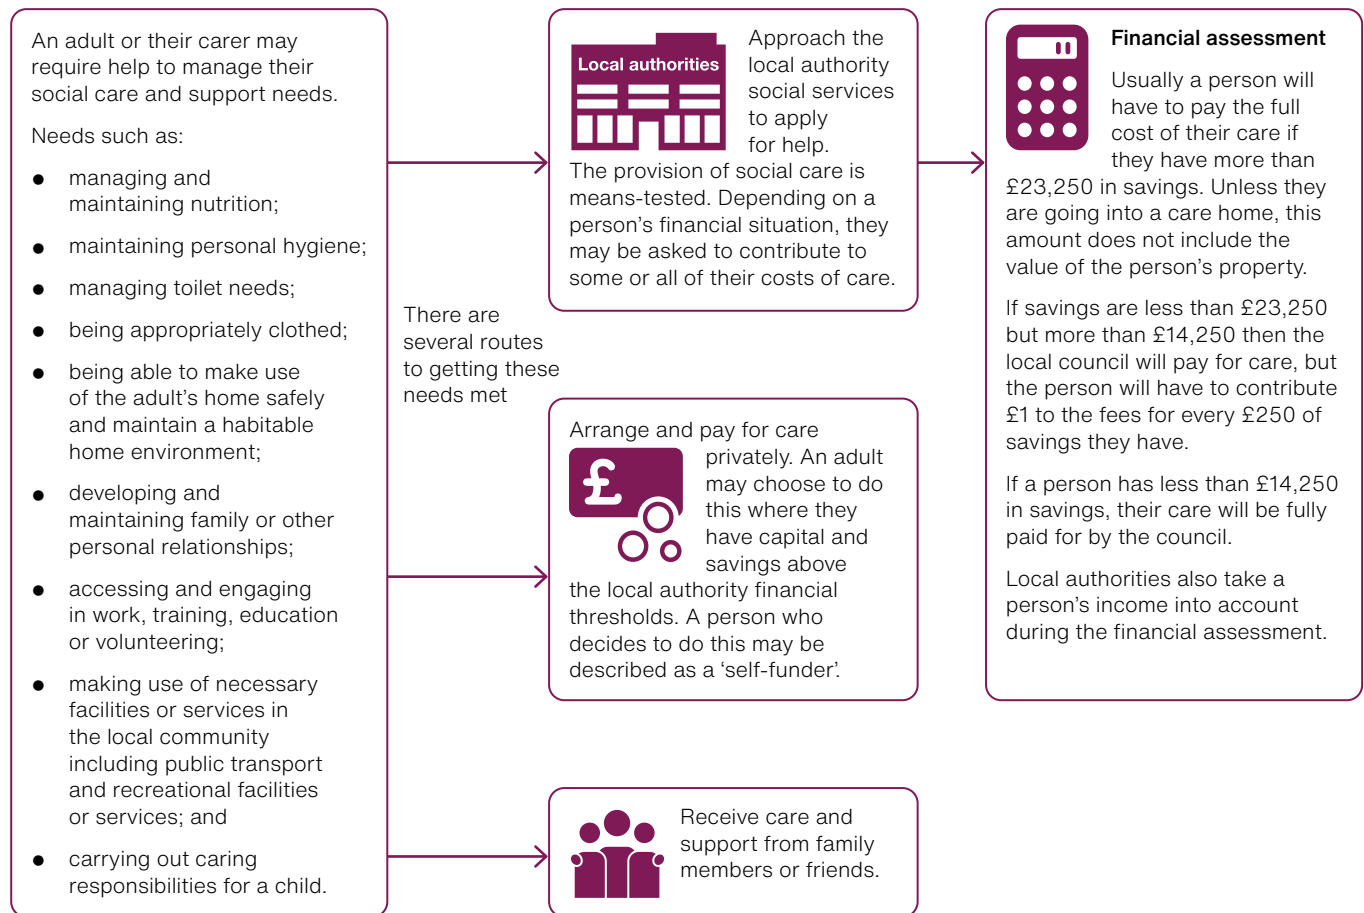 An adult or their carer may
require help to manage their
social care and support needs.
Needs such as:
● managing and
maintaining nutrition;
● maintaining personal hygiene;
● managing toilet needs;
● being appropriately clothed;
● being able to make use
of the adult’s home safely
and maintain a habitable
home environment;
● developing and
maintaining family or other
personal relationships;
● accessing and engaging
in work, training, education
or volunteering;
● making use of necessary
facilities or services in
the local community
including public transport
and recreational facilities
or services; and
● carrying out caring
responsibilities for a child.
There are
several routes
to getting these
needs met
Local authorities
Approach the
local authority
social services
to apply
for help.
The provision of social care is
means-tested. Depending on a
person’s financial situation, they
may be asked to contribute to
some or all of their costs of care.
Arrange and pay for care
£
privately. An adult
may choose to do
this where they
have capital and
savings above
the local authority financial
thresholds. A person who
decides to do this may be
described as a ‘self-funder’.
Receive care and
support from family
members or friends.
Financial assessment
Usually a person will
have to pay the full
cost of their care if
they have more than
£23,250 in savings. Unless they
are going into a care home, this
amount does not include the
value of the person’s property.
If savings are less than £23,250
but more than £14,250 then the
local council will pay for care, but
the person will have to contribute
£1 to the fees for every £250 of
savings they have.
If a person has less than £14,250
in savings, their care will be fully
paid for by the council.
Local authorities also take a
person’s income into account
during the financial assessment.